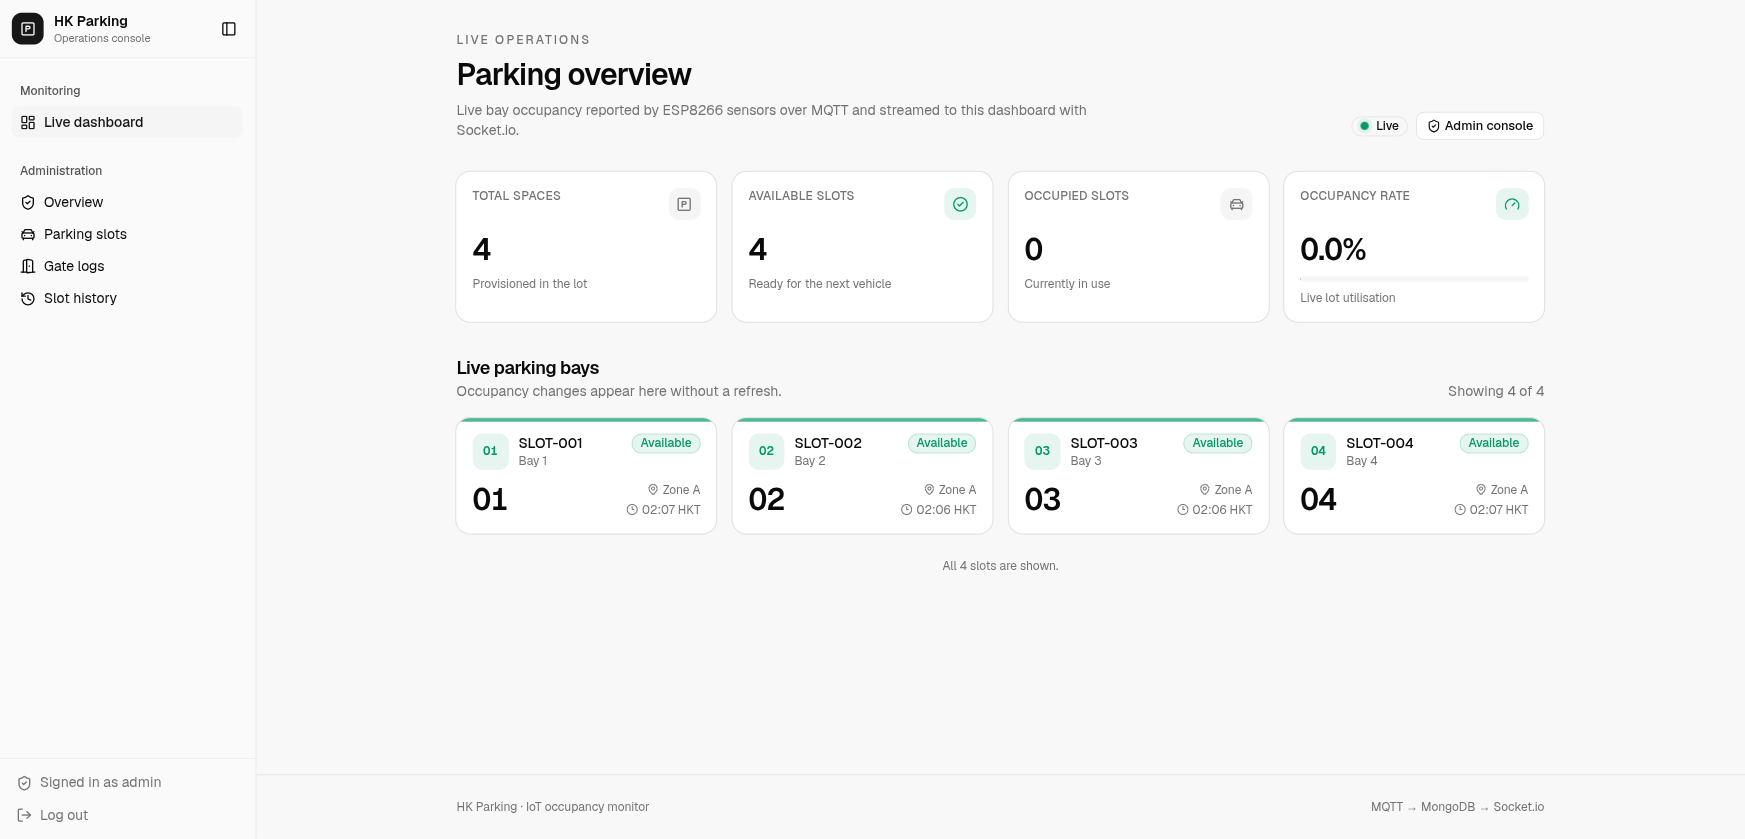 HK Parking
Operations console
Monitoring
Live dashboard
Administration
Overview
Parking slots
Gate logs
Slot history
Signed in as admin
Log out
LIVE OPERATIONS
Parking overview
Live bay occupancy reported by ESP8266 sensors over MQTT and streamed to this dashboard with
Socket.io.
Live
Admin console
TOTAL SPACES
P
4
Provisioned in the lot
AVAILABLE SLOTS
4
Ready for the next vehicle
OCCUPIED SLOTS
0
Currently in use
OCCUPANCY RATE
0.0%
Live lot utilisation
Live parking bays
Occupancy changes appear here without a refresh.
Showing 4 of 4
01
SLOT-001
Available
Bay 1
01
Zone A
02:07 HKT
02
SLOT-002
Available
Bay 2
02
Zone A
02:06 HKT
03
SLOT-003
Available
Bay 3
03
Zone A
02:06 HKT
04
SLOT-004
Available
Bay 4
04
Zone A
02:07 HKT
All 4 slots are shown.
HK Parking · IoT occupancy monitor
MQTT → MongoDB → Socket.io